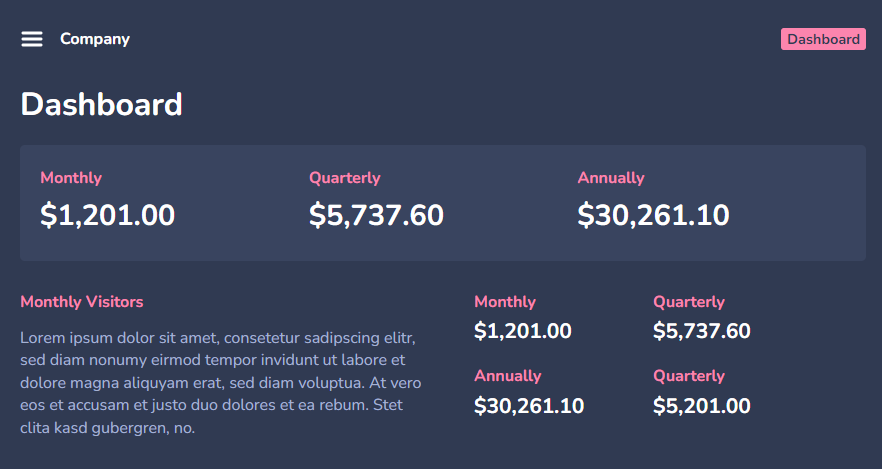 Company
Dashboard
Dashboard
Monthly
Quarterly
Annually
$1,201.00
$5,737.60
$30,261.10
Monthly Visitors
Lorem ipsum dolor sit amet, consetetur sadipscing elitr,
sed diam nonumy eirmod tempor invidunt ut labore et
dolore magna aliquyam erat, sed diam voluptua. At vero
eos et accusam et justo duo dolores et ea rebum. Stet
clita kasd gubergren, no.
Monthly
Quarterly
$1,201.00
$5,737.60
Annually
Quarterly
$30,261.10
$5,201.00